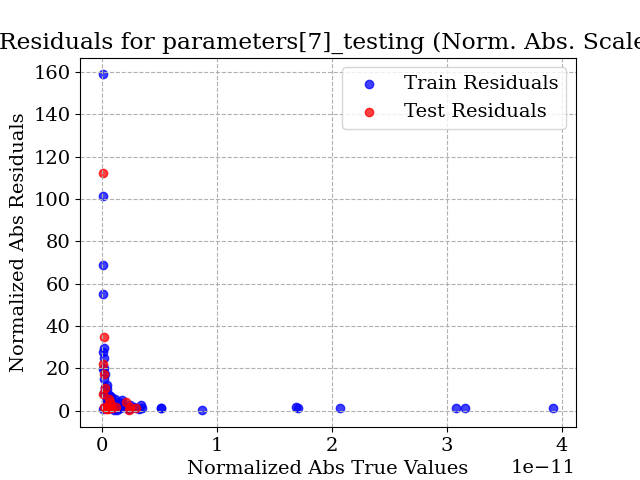 Residuals for parameters[7]_testing (Norm. Abs. Scale
Train Residuals
Test Residuals
Normalized Abs Residuals
160
140
120
100
80
60
40
20
0
0
1
2
3
4
1e−11
Normalized Abs True Values